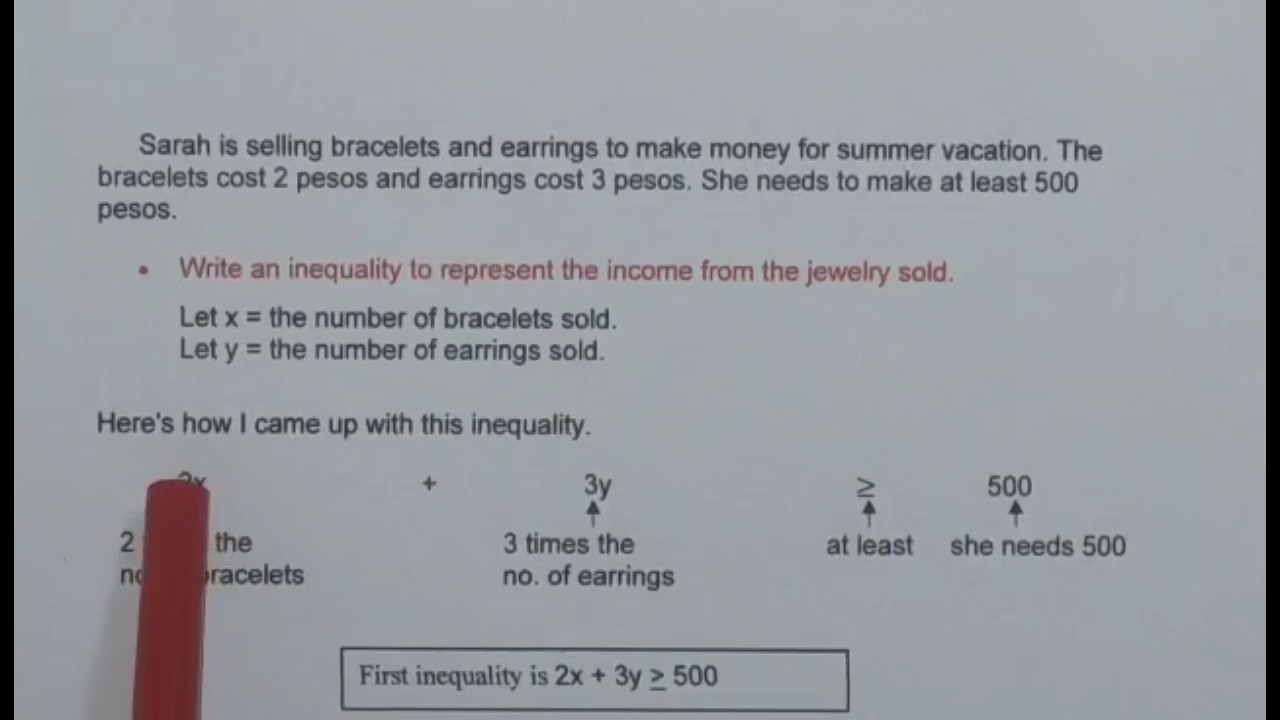 Sarah is selling bracelets and earrings to make money for summer vacation. The
bracelets cost 2 pesos and earrings cost 3 pesos. She needs to make at least 500
pesos.
• Write an inequality to represent the income from the jewelry sold.
Let x = the number of bracelets sold.
Let y = the number of earrings sold.
Here's how I came up with this inequality.
+ 3y ≥ 500
2 the 3 times the at least she needs 500
no. of earrings
First inequality is 2x + 3y ≥ 500